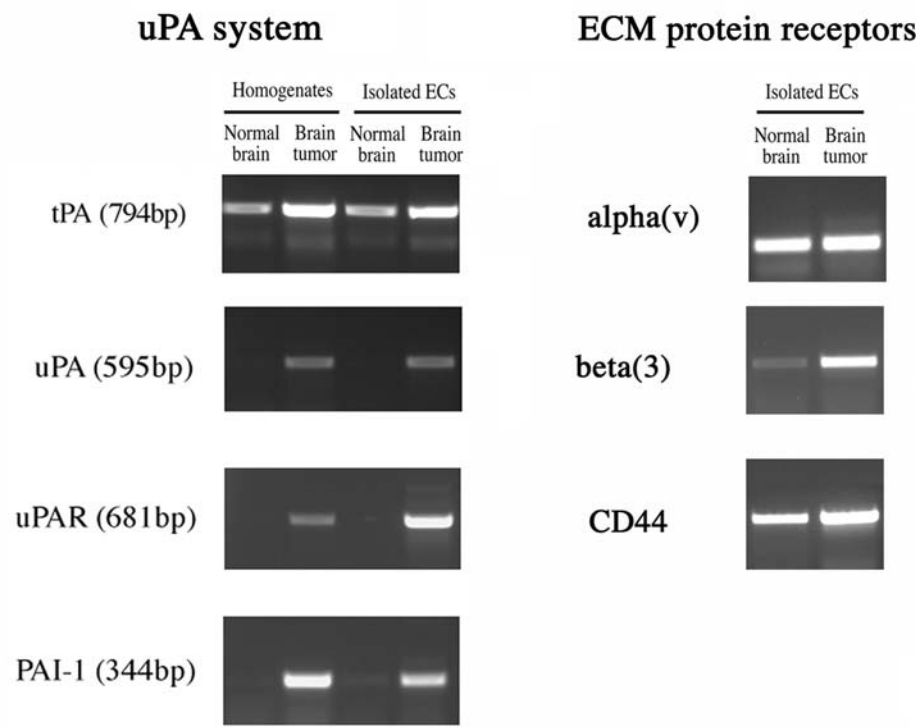 uPA system
Homogenates Isolated ECs
Normal brain Brain tumor Normal brain Brain tumor
tPA (794bp)
uPA (595bp)
uPAR (681bp)
PAI-1 (344bp)
ECM protein receptors
Isolated ECs
Normal brain Brain tumor
alpha(v)
beta(3)
CD44